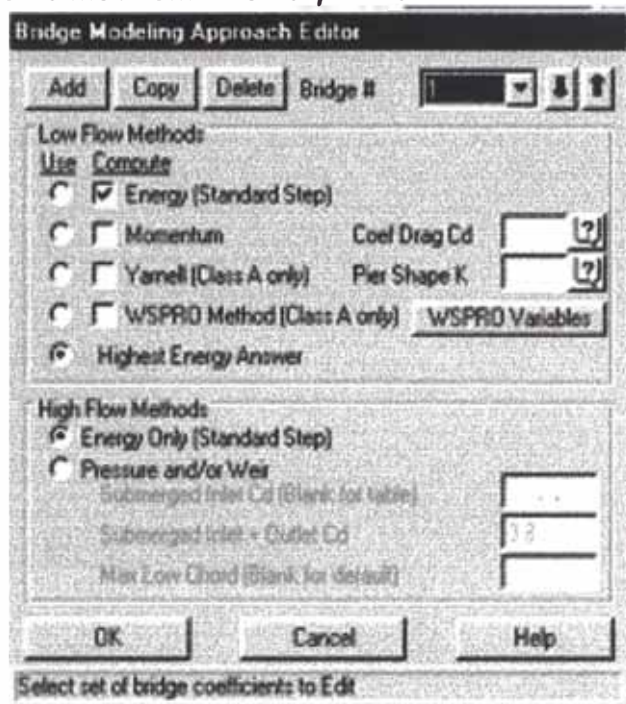 Bridge Modeling Approach Editor
Add Copy Delete Bridge # 1
Low Flow Methods
Use Compute
Energy (Standard Step)
Momentum Coef Drag Cd ?
Yarnell (Class A only) Pier Shape K ?
WSPRO Method (Class A only) WSPRO Variables
Highest Energy Answer
High Flow Methods
Energy Only (Standard Step)
Pressure and/or Weir
Submerged Inlet Cd (Blank for table)
Submerged Inlet + Outlet Cd
Max Low Chord (Blank for default)
OK Cancel Help
Select set of bridge coefficients to Edit